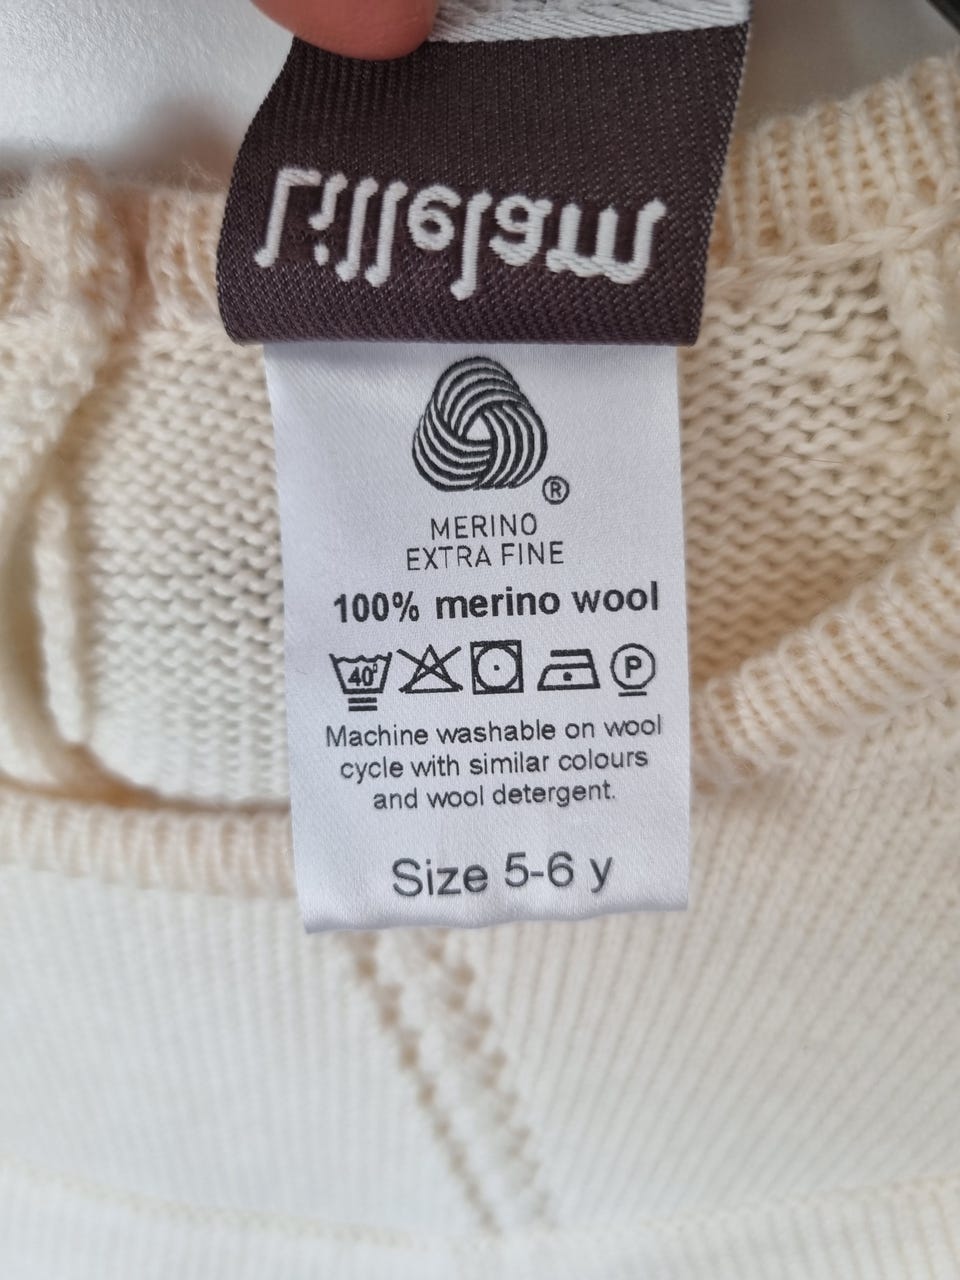 Lillelam
®
MERINO
EXTRA FINE
100% merino wool
40° P
Machine washable on wool
cycle with similar colours
and wool detergent.
Size 5-6 y